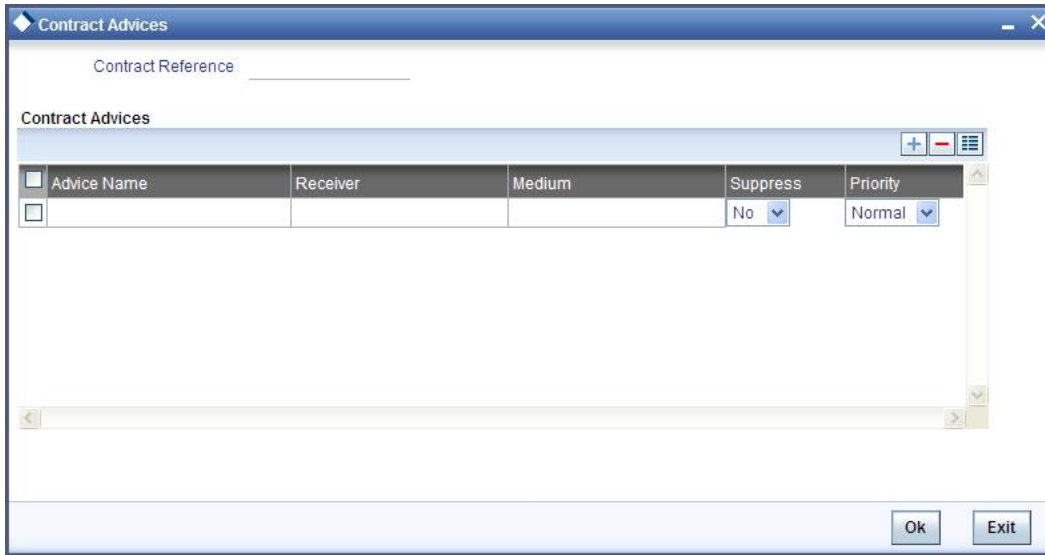 Contract Advices
Contract Reference
Contract Advices
Advice Name Receiver Medium Suppress Priority
No Normal
Ok Exit